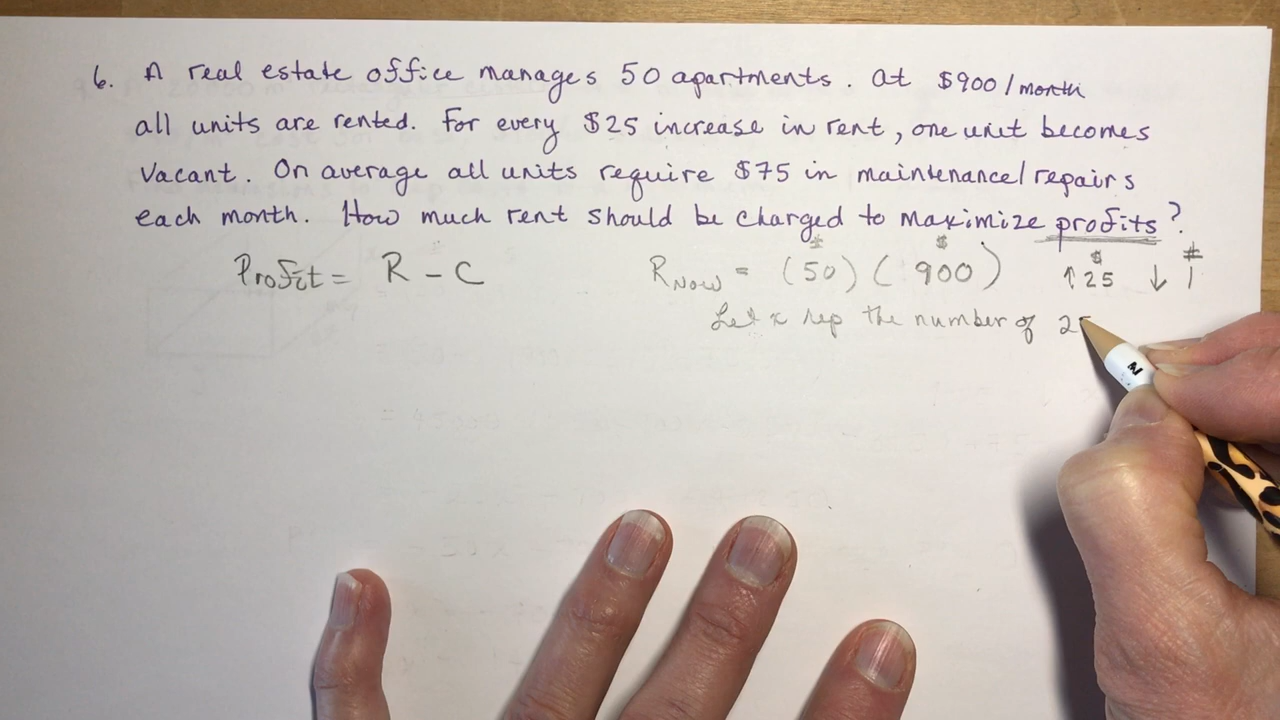 6. A real estate office manages 50 apartments. At $900/month
all units are rented. For every $25 increase in rent, one unit becomes
vacant. On average all units require $75 in maintenance/repairs
each month. How much rent should be charged to maximize profits?
# $ $ #
Profit = R - C R Now = (50)(900) ↑25 ↓ 1
Let x rep the number of 25
N